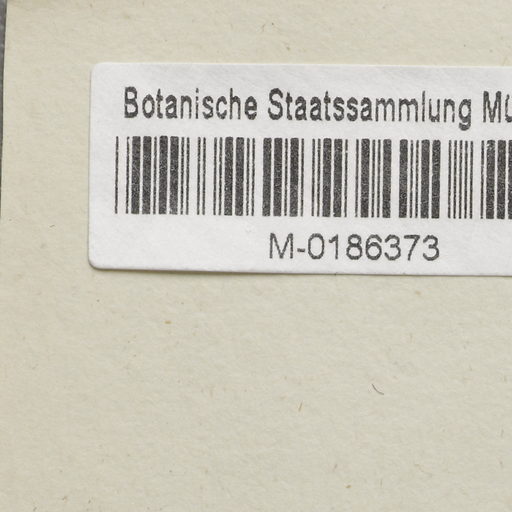 Botanische Staatssammlung Mü
M-0186373